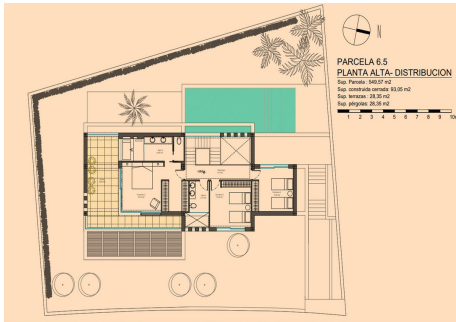 N
PARCELA 6.5
PLANTA ALTA- DISTRIBUCION
Sup. Parcela : 549,57 m2
Sup. construida cerrada: 93,05 m2
Sup. terrazas : 28,35 m2
Sup. pérgolas: 28,35 m2
1 2 3 4 5 6 7 8 9 10m